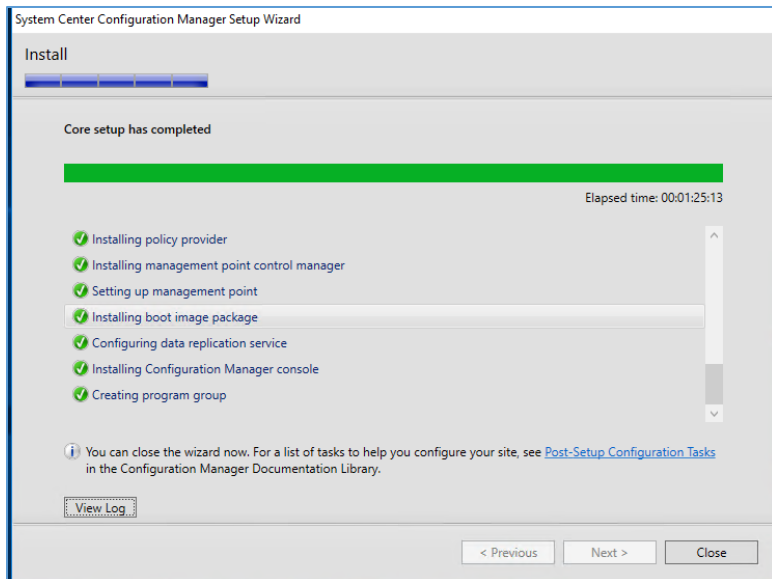 System Center Configuration Manager Setup Wizard
Install
Core setup has completed
Elapsed time: 00:01:25:13
Installing policy provider
Installing management point control manager
Setting up management point
Installing boot image package
Configuring data replication service
Installing Configuration Manager console
Creating program group
You can close the wizard now. For a list of tasks to help you configure your site, see Post-Setup Configuration Tasks
in the Configuration Manager Documentation Library.
View Log
< Previous
Next >
Close